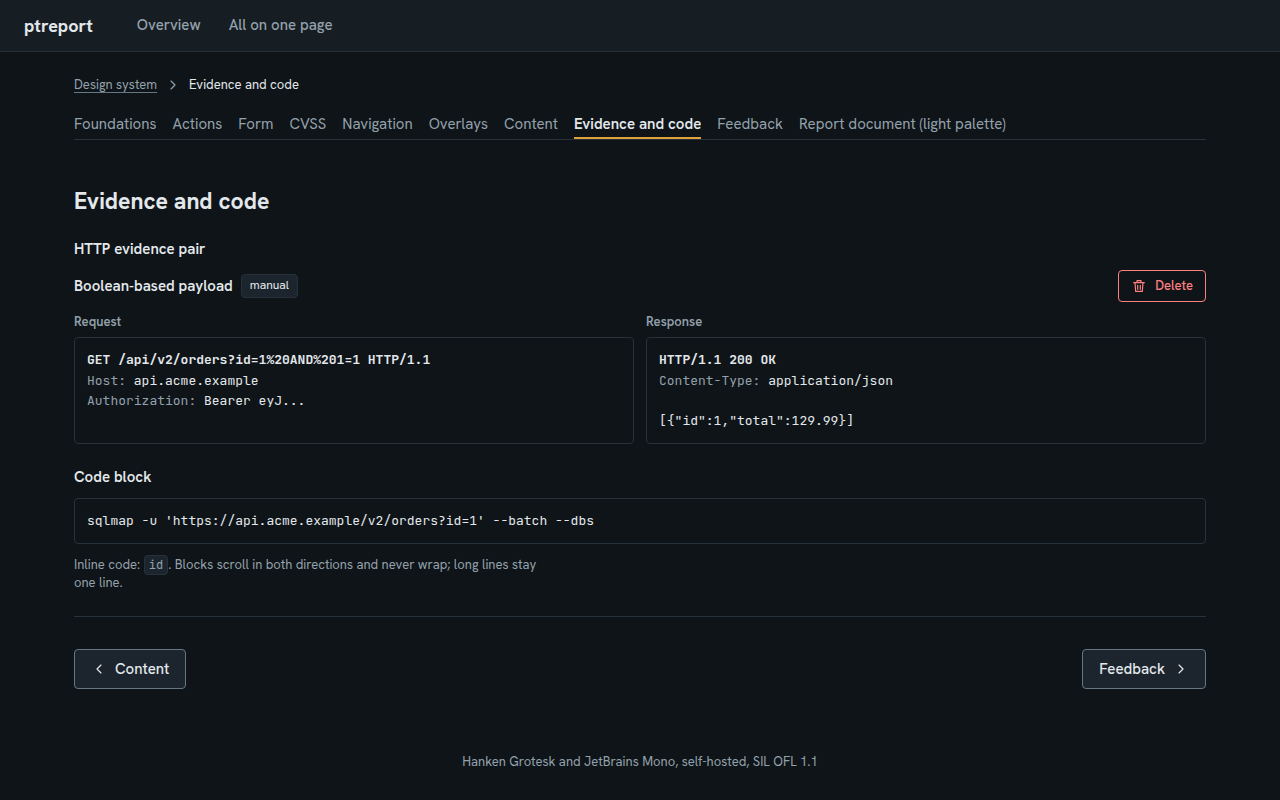 ptreport
Overview
All on one page
Design system
Evidence and code
Foundations
Actions
Form
CVSS
Navigation
Overlays
Content
Evidence and code
Feedback
Report document (light palette)
Evidence and code
HTTP evidence pair
Boolean-based payload
manual
Delete
Request
Response
GET /api/v2/orders?id=1%20AND%201=1 HTTP/1.1
Host: api.acme.example
Authorization: Bearer eyJ...
HTTP/1.1 200 OK
Content-Type: application/json
[{"id":1,"total":129.99}]
Code block
sqlmap -u 'https://api.acme.example/v2/orders?id=1' --batch --dbs
Inline code: id. Blocks scroll in both directions and never wrap; long lines stay
one line.
Content
Feedback
Hanken Grotesk and JetBrains Mono, self-hosted, SIL OFL 1.1